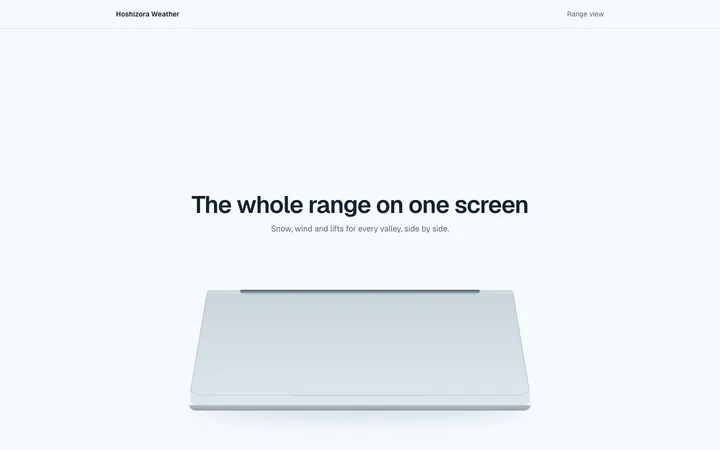 Hoshizora Weather
Range view
The whole range on one screen
Snow, wind and lifts for every valley, side by side.